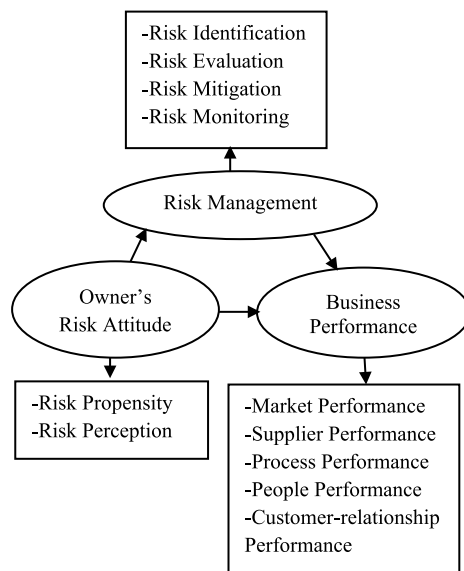 -Risk Identification
-Risk Evaluation
-Risk Mitigation
-Risk Monitoring
Risk Management
Owner's
Risk Attitude
Business
Performance
-Risk Propensity
-Risk Perception
-Market Performance
-Supplier Performance
-Process Performance
-People Performance
-Customer-relationship
Performance